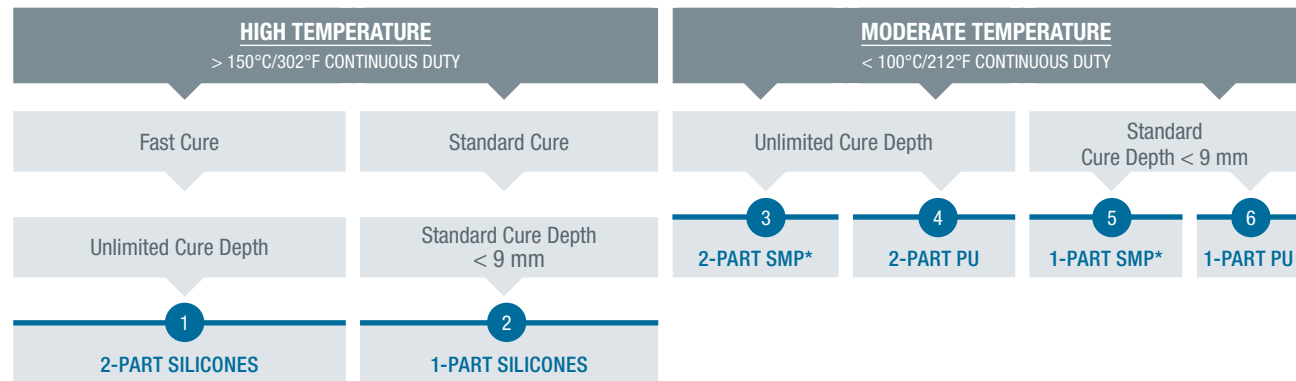 HIGH TEMPERATURE
> 150°C/302°F CONTINUOUS DUTY
Fast Cure
Standard Cure
Unlimited Cure Depth
Standard Cure Depth
< 9 mm
1
2-PART SILICONES
2
1-PART SILICONES
MODERATE TEMPERATURE
< 100°C/212°F CONTINUOUS DUTY
Unlimited Cure Depth
Standard
Cure Depth < 9 mm
3
2-PART SMP*
4
2-PART PU
5
1-PART SMP*
6
1-PART PU